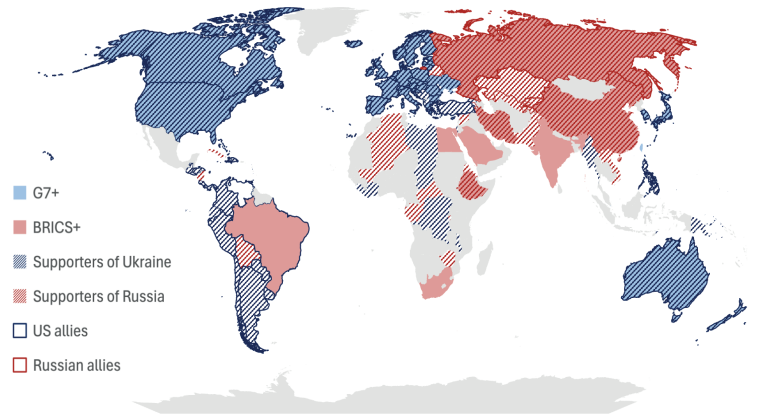 G7+
BRICS+
Supporters of Ukraine
Supporters of Russia
US allies
Russian allies